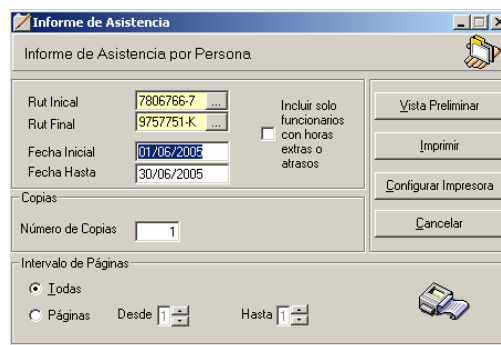 Informe de Asistencia
Informe de Asistencia por Persona
Rut Inical 7806766-7 ...
Rut Final 9757751-K ...
Fecha Inicial 01/06/2005
Fecha Hasta 30/06/2005
Incluir solo
funcionarios
con horas
extras o
atrasos
Vista Preliminar
Imprimir
Configurar Impresora
Cancelar
Copias
Número de Copias 1
Intervalo de Páginas
Todas
Páginas Desde 1 Hasta 1